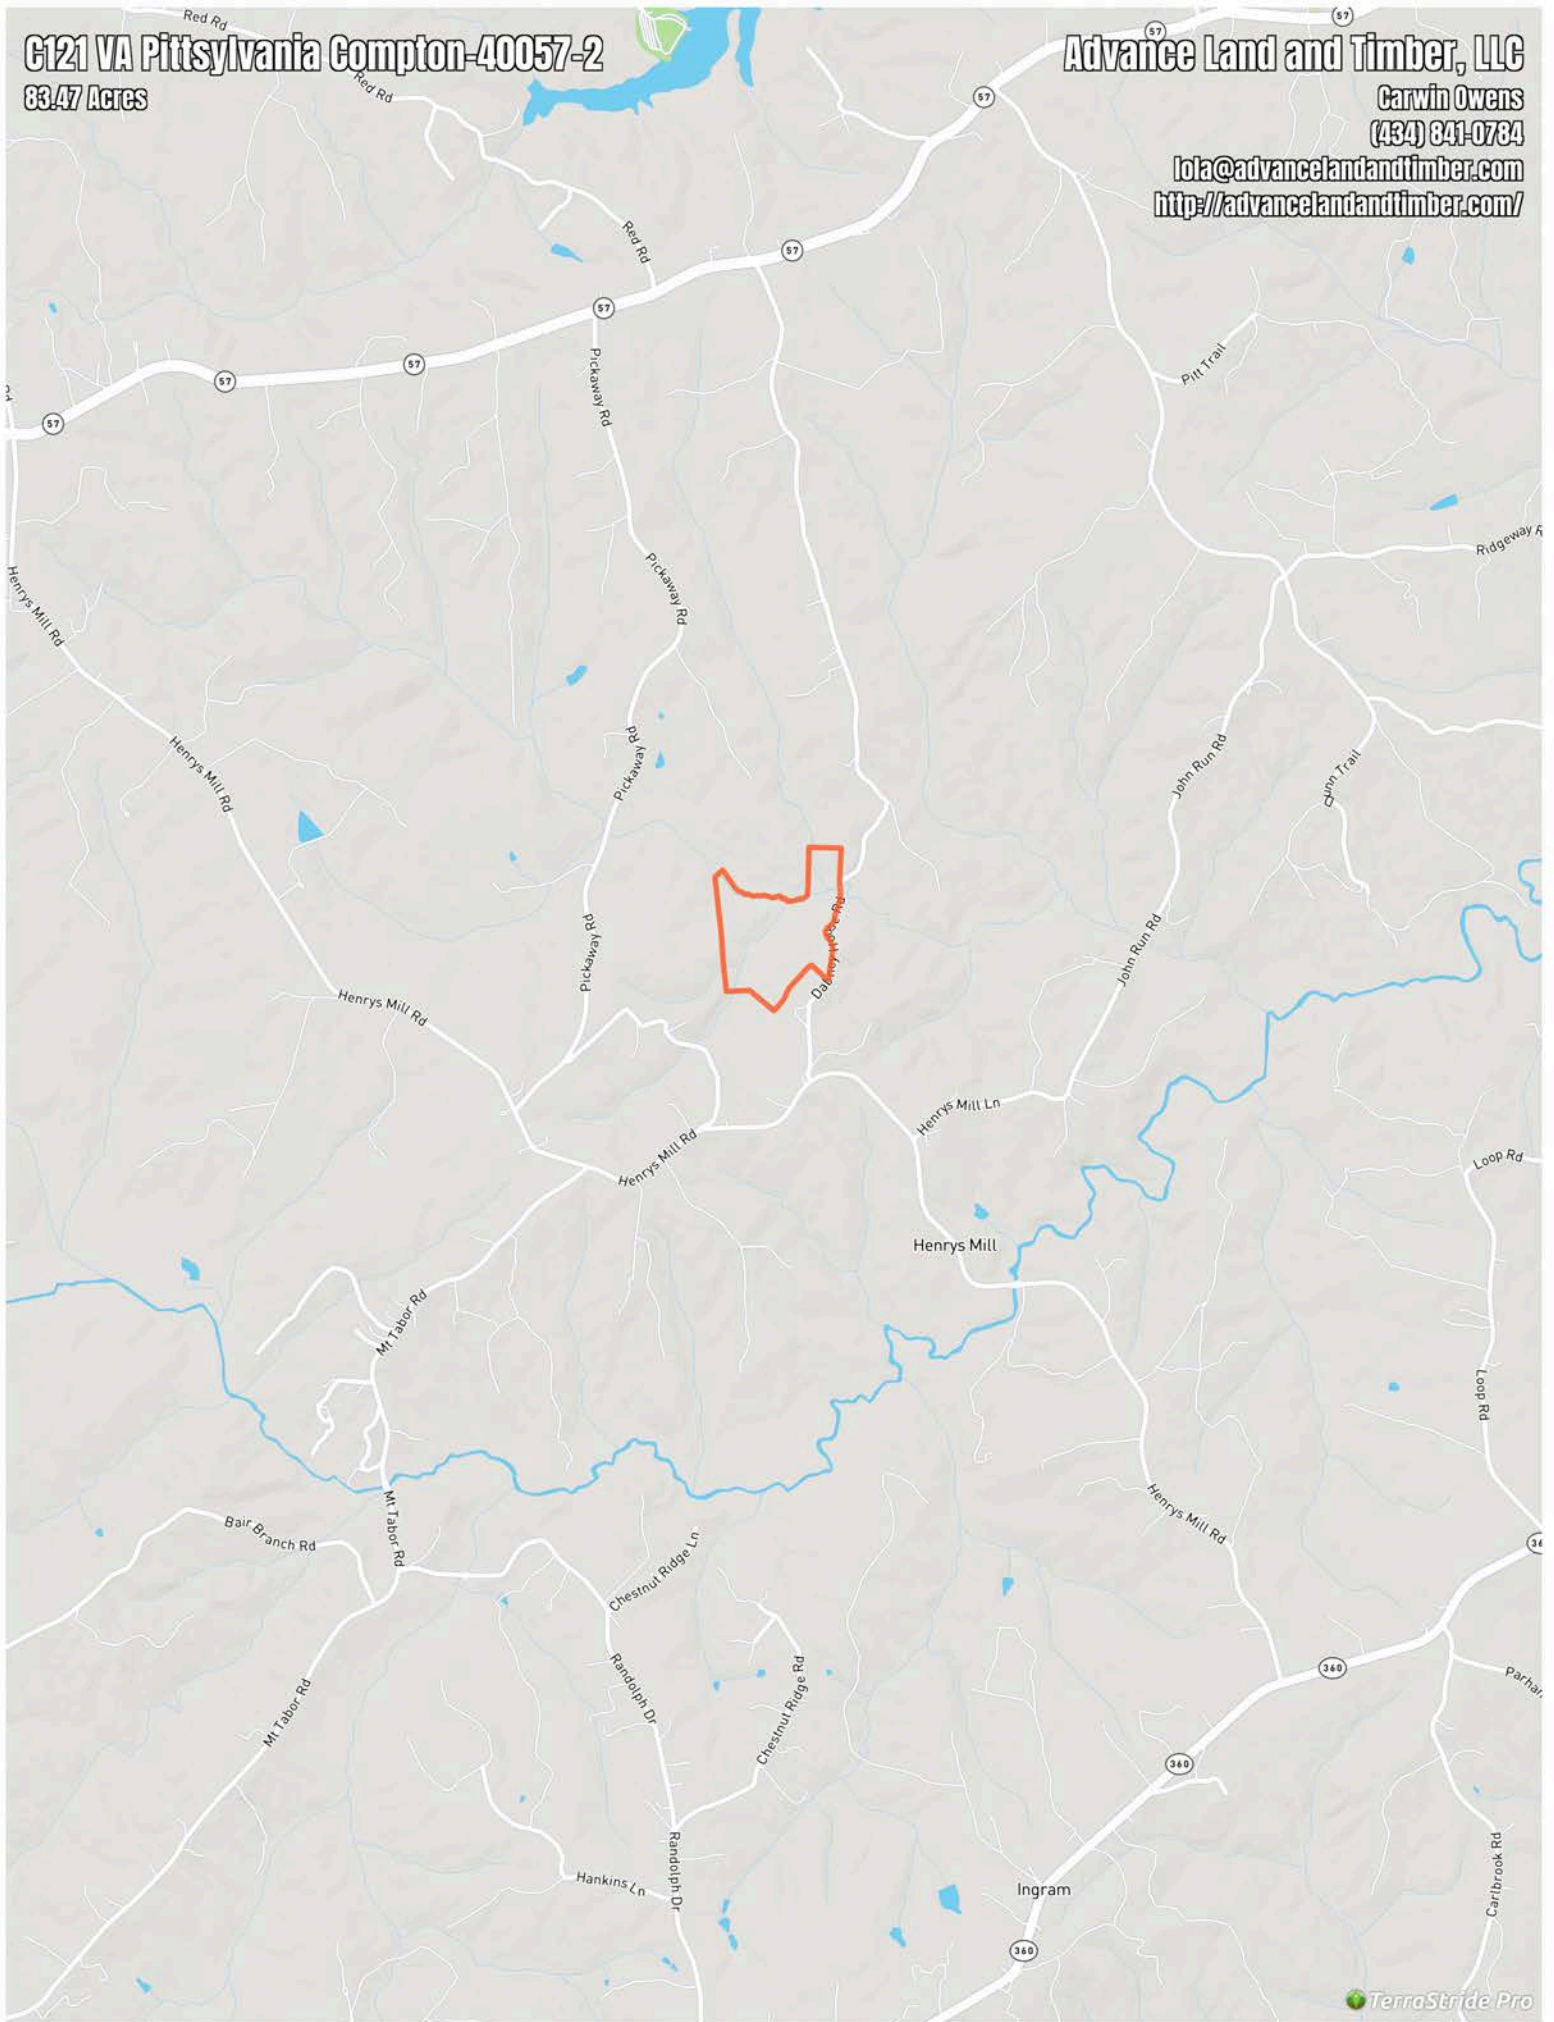 C121 VA Pittsylvania Compton-40057-2
83.47 Acres
Advance Land and Timber, LLC
Carwin Owens
(434) 841-0784
lola@advancelandandtimber.com
http://advancelandandtimber.com/
Red Rd
Red Rd
57
57
57
Red Rd
57
57
57
57
57
Pickaway Rd
Pitt Trail
Ridgeway
Henrys Mill Rd
Pickaway Rd
Henrys Mill Rd
Pickaway Rd
John Run Rd
Trail
Pickaway Rd
John Run Rd
Rd
Henrys Mill Rd
Henrys Mill Ln
Henrys Mill Rd
Loop Rd
Henrys Mill
Mt Tabor Rd
Loop Rd
Mt Tabor Rd
Bair Branch Rd
Chestnut Ridge Ln
Henrys Mill Rd
36
Randolph Dr
Chestnut Ridge Rd
360
Mt Tabor Rd
Parha
360
Randolph Dr
Hankins Ln
Ingram
Carlbrook Rd
360
TerraStride Pro